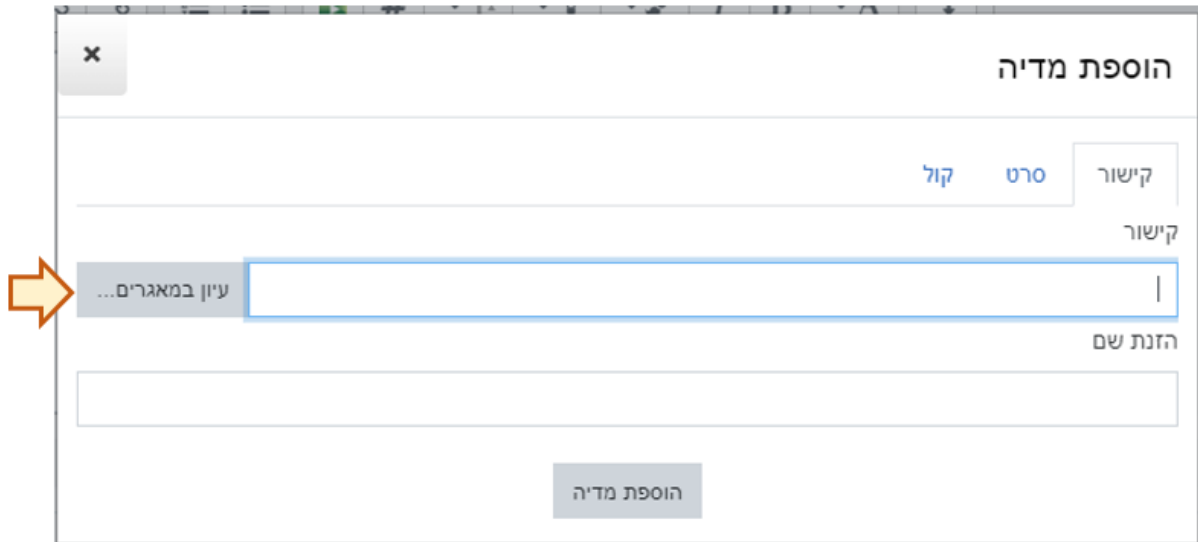 הוספת מדיה
קישור סרט קול
קישור
עיון במאגרים...
הזנת שם
הוספת מדיה